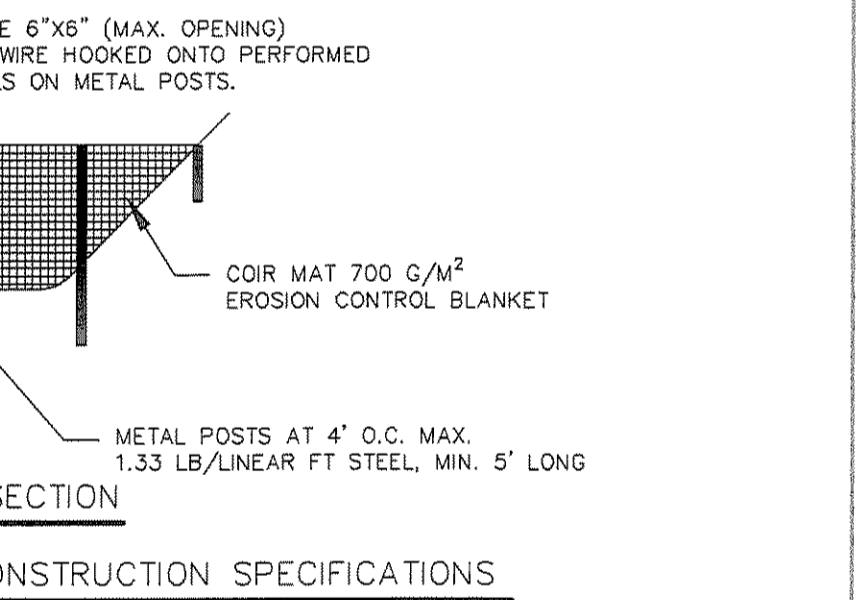 6"X6" (MAX. OPENING)
WIRE HOOKED ONTO PERFORMED
ON METAL POSTS.
COIR MAT 700 G/M²
EROSION CONTROL BLANKET
METAL POSTS AT 4' O.C. MAX.
1.33 LB/LINEAR FT STEEL, MIN. 5' LONG
SECTION
ONSTRUCTION SPECIFICATIONS